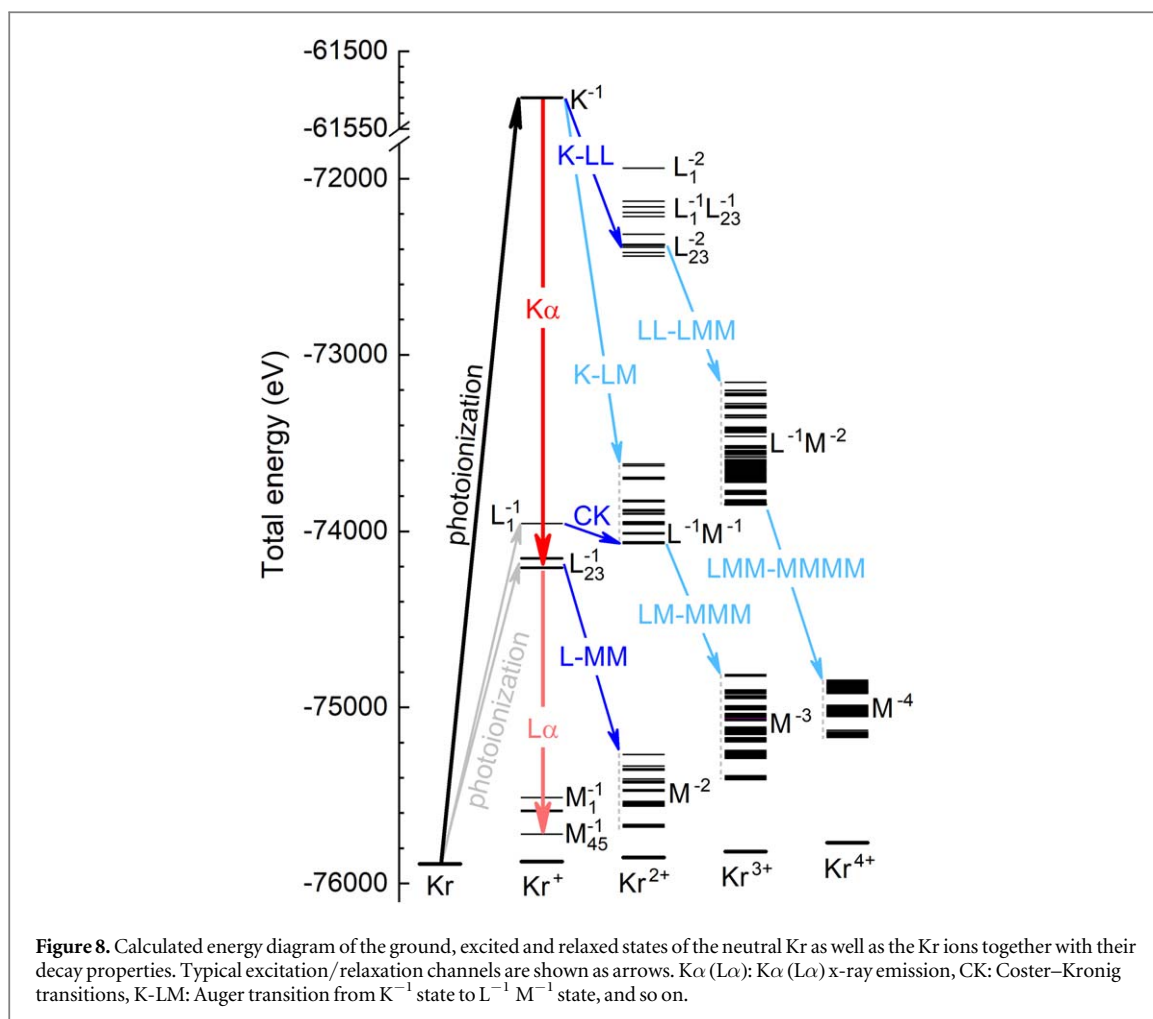 -61500
K⁻¹
-61550
K-LL
-72000
L₁⁻²
L₁⁻¹L₂₃⁻¹
L₂₃⁻²
Kα
LL-LMM
-73000
K-LM
Total energy (eV)
photoionization
L⁻¹M⁻²
L₁⁻¹
CK
-74000
L⁻¹M⁻¹
L₂₃⁻¹
LMM-MMMM
LM-MMM
L-MM
photoionization
-75000
M⁻³
M⁻⁴
Lα
M₁⁻¹
M⁻²
M₄₅⁻¹
-76000
Kr
Kr⁺
Kr²⁺
Kr³⁺
Kr⁴⁺
Figure 8. Calculated energy diagram of the ground, excited and relaxed states of the neutral Kr as well as the Kr ions together with their
decay properties. Typical excitation/relaxation channels are shown as arrows. Kα (Lα): Kα (Lα) x-ray emission, CK: Coster–Kronig
transitions, K-LM: Auger transition from K⁻¹ state to L⁻¹ M⁻¹ state, and so on.